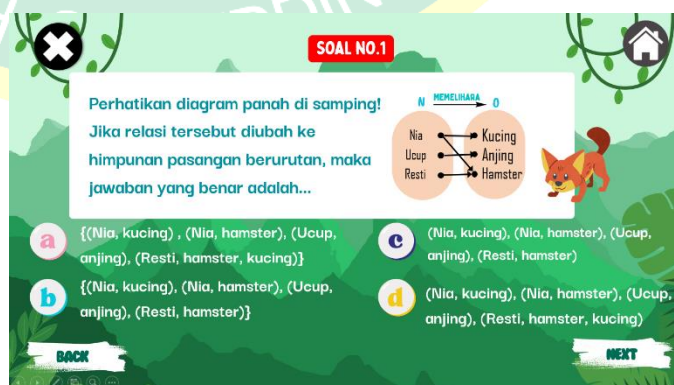 SOAL NO.1
Perhatikan diagram panah di samping!
Jika relasi tersebut diubah ke
himpunan pasangan berurutan, maka
jawaban yang benar adalah...
N MEMELIHARA O
Nia Kucing
Ucup Anjing
Resti Hamster
a {(Nia, kucing) , (Nia, hamster), (Ucup,
anjing), (Resti, hamster, kucing)}
b {(Nia, kucing), (Nia, hamster), (Ucup,
anjing), (Resti, hamster)}
c (Nia, kucing), (Nia, hamster), (Ucup,
anjing), (Resti, hamster)
d (Nia, kucing), (Nia, hamster), (Ucup,
anjing), (Resti, hamster, kucing)
BACK
NEXT